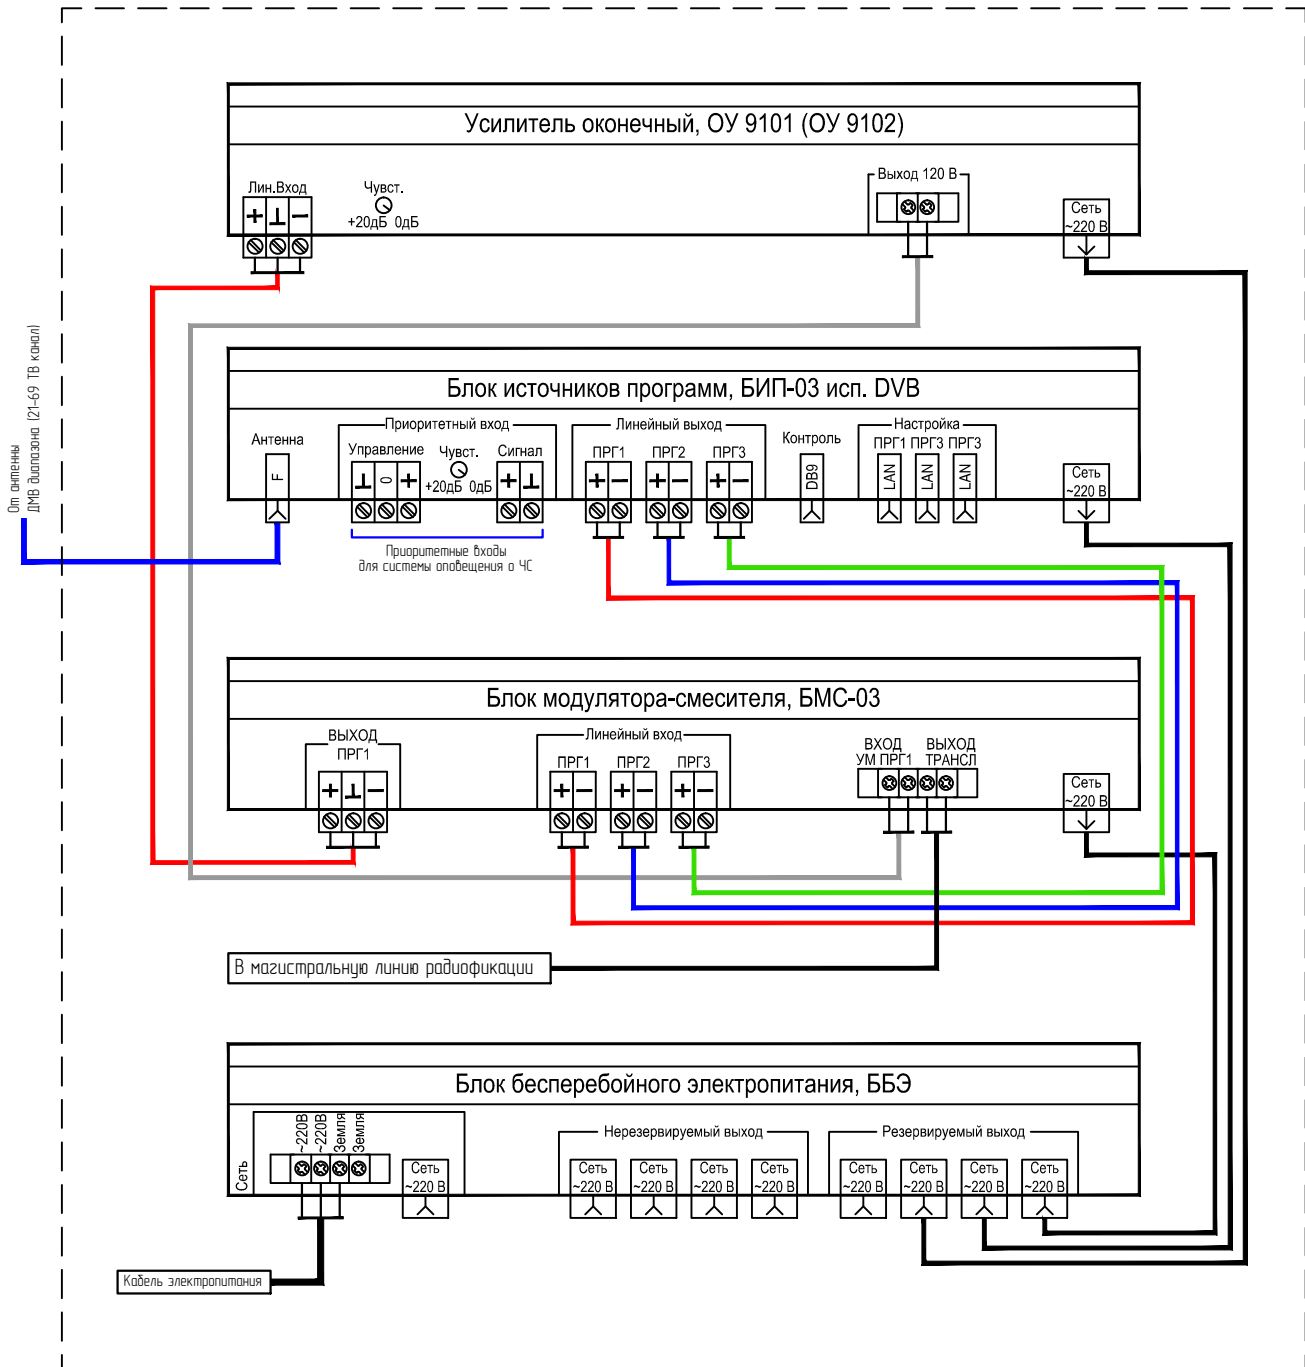 Усилитель оконечный, ОУ 9101 (ОУ 9102)
Лин.Вход
Чувст.
+20дБ 0дБ
Выход 120 В
Сеть
~220 В
От антенны
ДМВ диапазона (21-69 ТВ канал)
Блок источников программ, БИП-03 исп. DVB
Антенна
F
Приоритетный вход
Управление
0
Чувст.
+20дБ 0дБ
Сигнал
Линейный выход
ПРГ1 ПРГ2 ПРГ3
Контроль
DB9
Настройка
ПРГ1 ПРГ3 ПРГ3
LAN LAN LAN
Сеть
~220 В
Приоритетные входы
для системы оповещения о ЧС
Блок модулятора-смесителя, БМС-03
ВЫХОД
ПРГ1
Линейный вход
ПРГ1 ПРГ2 ПРГ3
ВХОД
УМ ПРГ1
ВЫХОД
ТРАНСЛ
Сеть
~220 В
В магистральную линию радиофикации
Блок бесперебойного электропитания, ББЭ
Сеть
~220В
~220В
Земля
Земля
Сеть
~220 В
Нерезервируемый выход
Сеть
~220 В
Сеть
~220 В
Сеть
~220 В
Сеть
~220 В
Резервируемый выход
Сеть
~220 В
Сеть
~220 В
Сеть
~220 В
Сеть
~220 В
Кабель электропитания